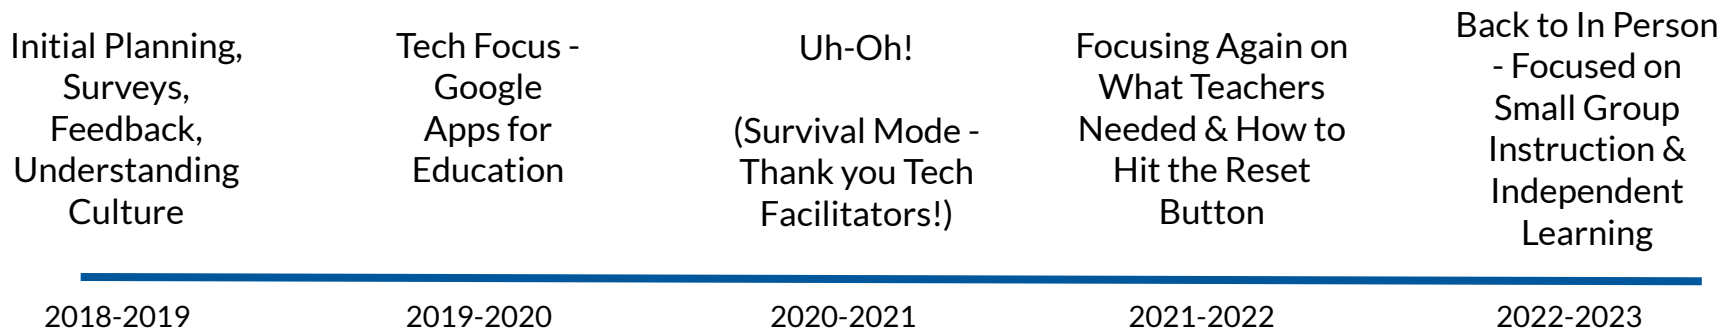 Initial Planning,
Surveys,
Feedback,
Understanding
Culture
Tech Focus -
Google
Apps for
Education
Uh-Oh!
(Survival Mode -
Thank you Tech
Facilitators!)
Focusing Again on
What Teachers
Needed & How to
Hit the Reset
Button
Back to In Person
- Focused on
Small Group
Instruction &
Independent
Learning
2018-2019
2019-2020
2020-2021
2021-2022
2022-2023